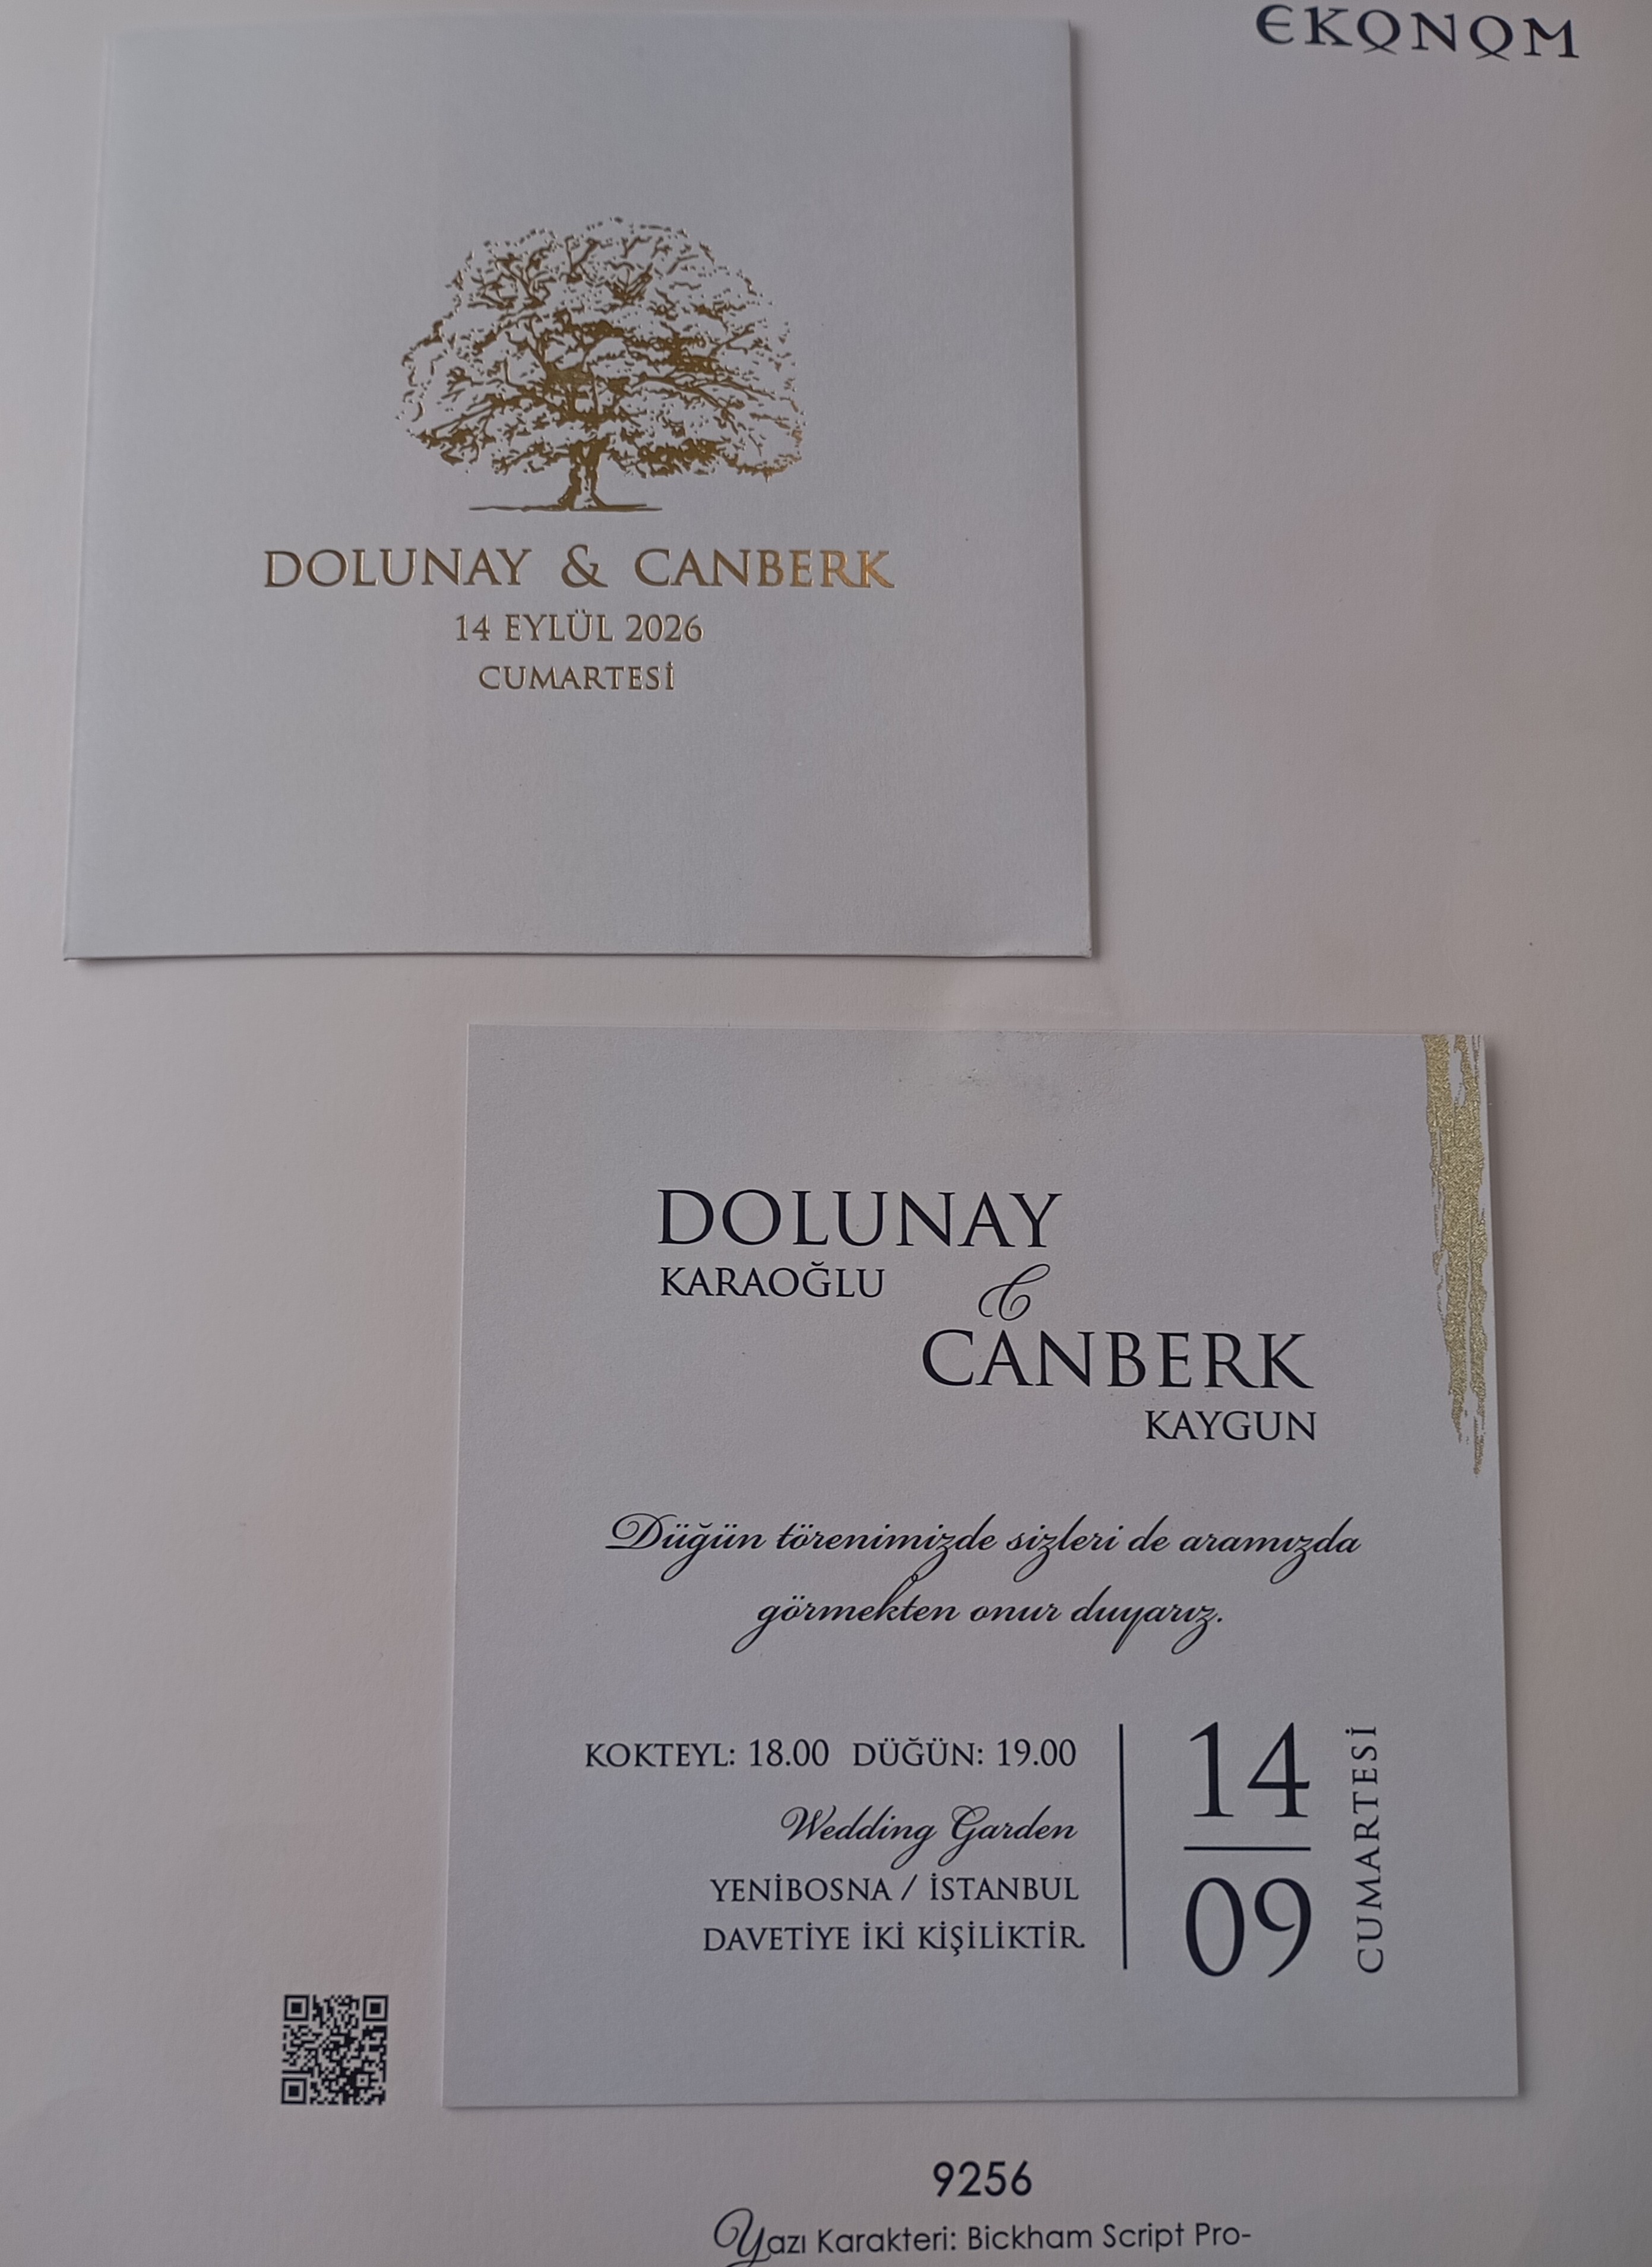 EKONOM
DOLUNAY & CANBERK
14 EYLÜL 2026
CUMARTESİ
DOLUNAY
KARAOĞLU
&
CANBERK
KAYGUN
Düğün törenimizde sizleri de aramızda
görmekten onur duyarız.
KOKTEYL: 18.00 DÜĞÜN: 19.00
Wedding Garden
YENİBOSNA / İSTANBUL
DAVETİYE İKİ KİŞİLİKTİR.
14
09
CUMARTESİ
9256
Yazı Karakteri: Bickham Script Pro-